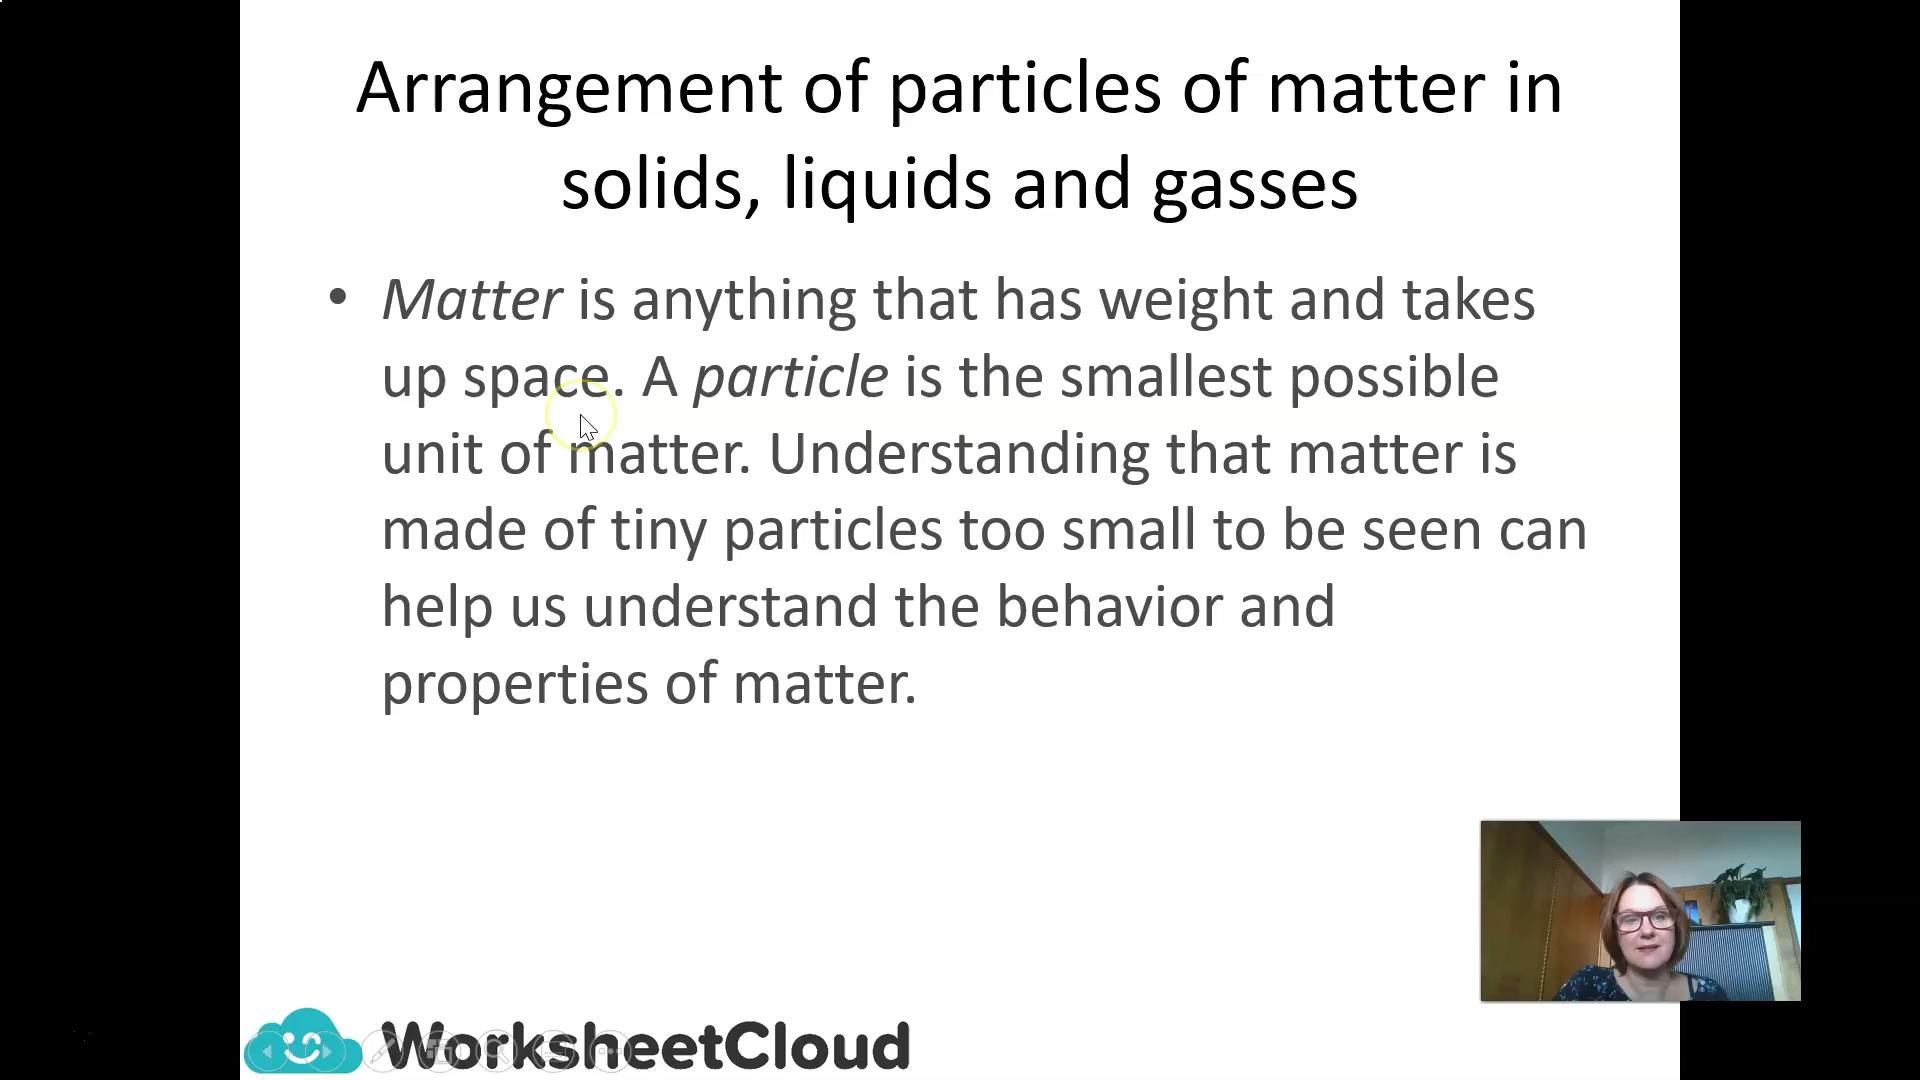 Arrangement of particles of matter in
solids, liquids and gasses
• Matter is anything that has weight and takes
up space. A particle is the smallest possible
unit of matter. Understanding that matter is
made of tiny particles too small to be seen can
help us understand the behavior and
properties of matter.
WorksheetCloud